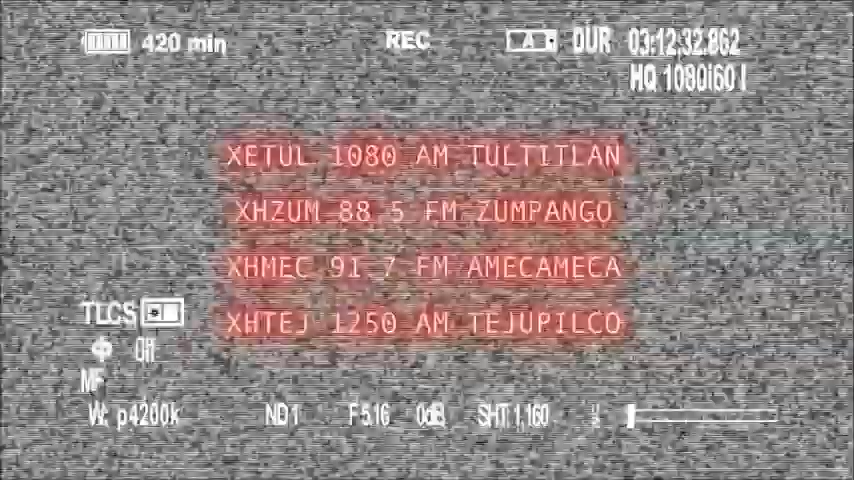 420 min REC A DUR 03:12,32.862
HQ 1080i60 I
XETUL 1080 AM TULTITLAN
XHZUM 88.5 FM ZUMPANGO
XHMEC 91.7 FM AMECAMECA
XHTEJ 1250 AM TEJUPILCO
TLCS
Off
MF
W: p4200k ND1 F5.16 0dB SHT:1,160